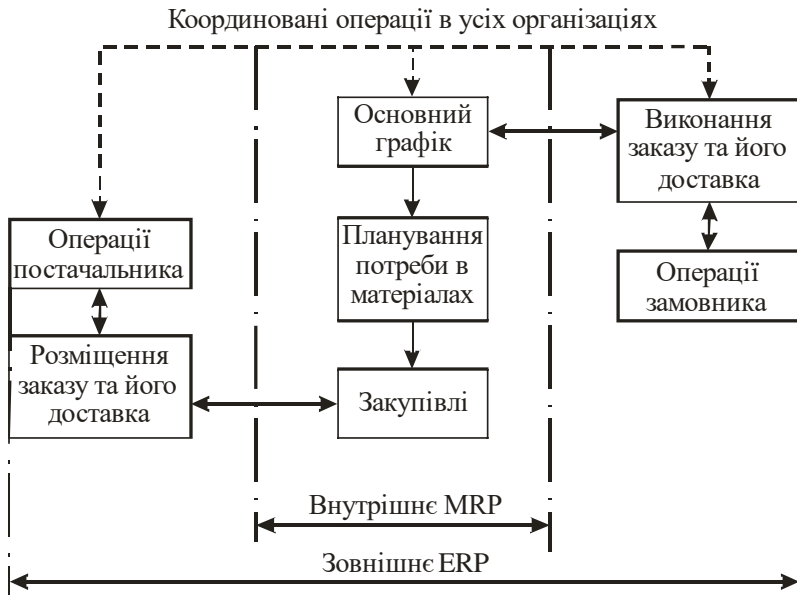 Координовані операції в усіх організаціях
Основний
графік
Виконання
заказу та його
доставка
Операції
постачальника
Планування
потреби в
матеріалах
Операції
замовника
Розміщення
заказу та його
доставка
Закупівлі
Внутрішнє MRP
Зовнішнє ERP